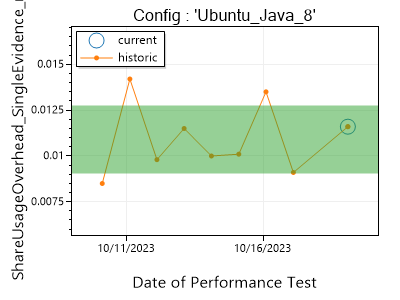 Config : 'Ubuntu_Java_8'
current
historic
0.015
0.0125
0.01
0.0075
ShareUsageOverhead_SingleEvidence_
10/11/2023
10/16/2023
Date of Performance Test